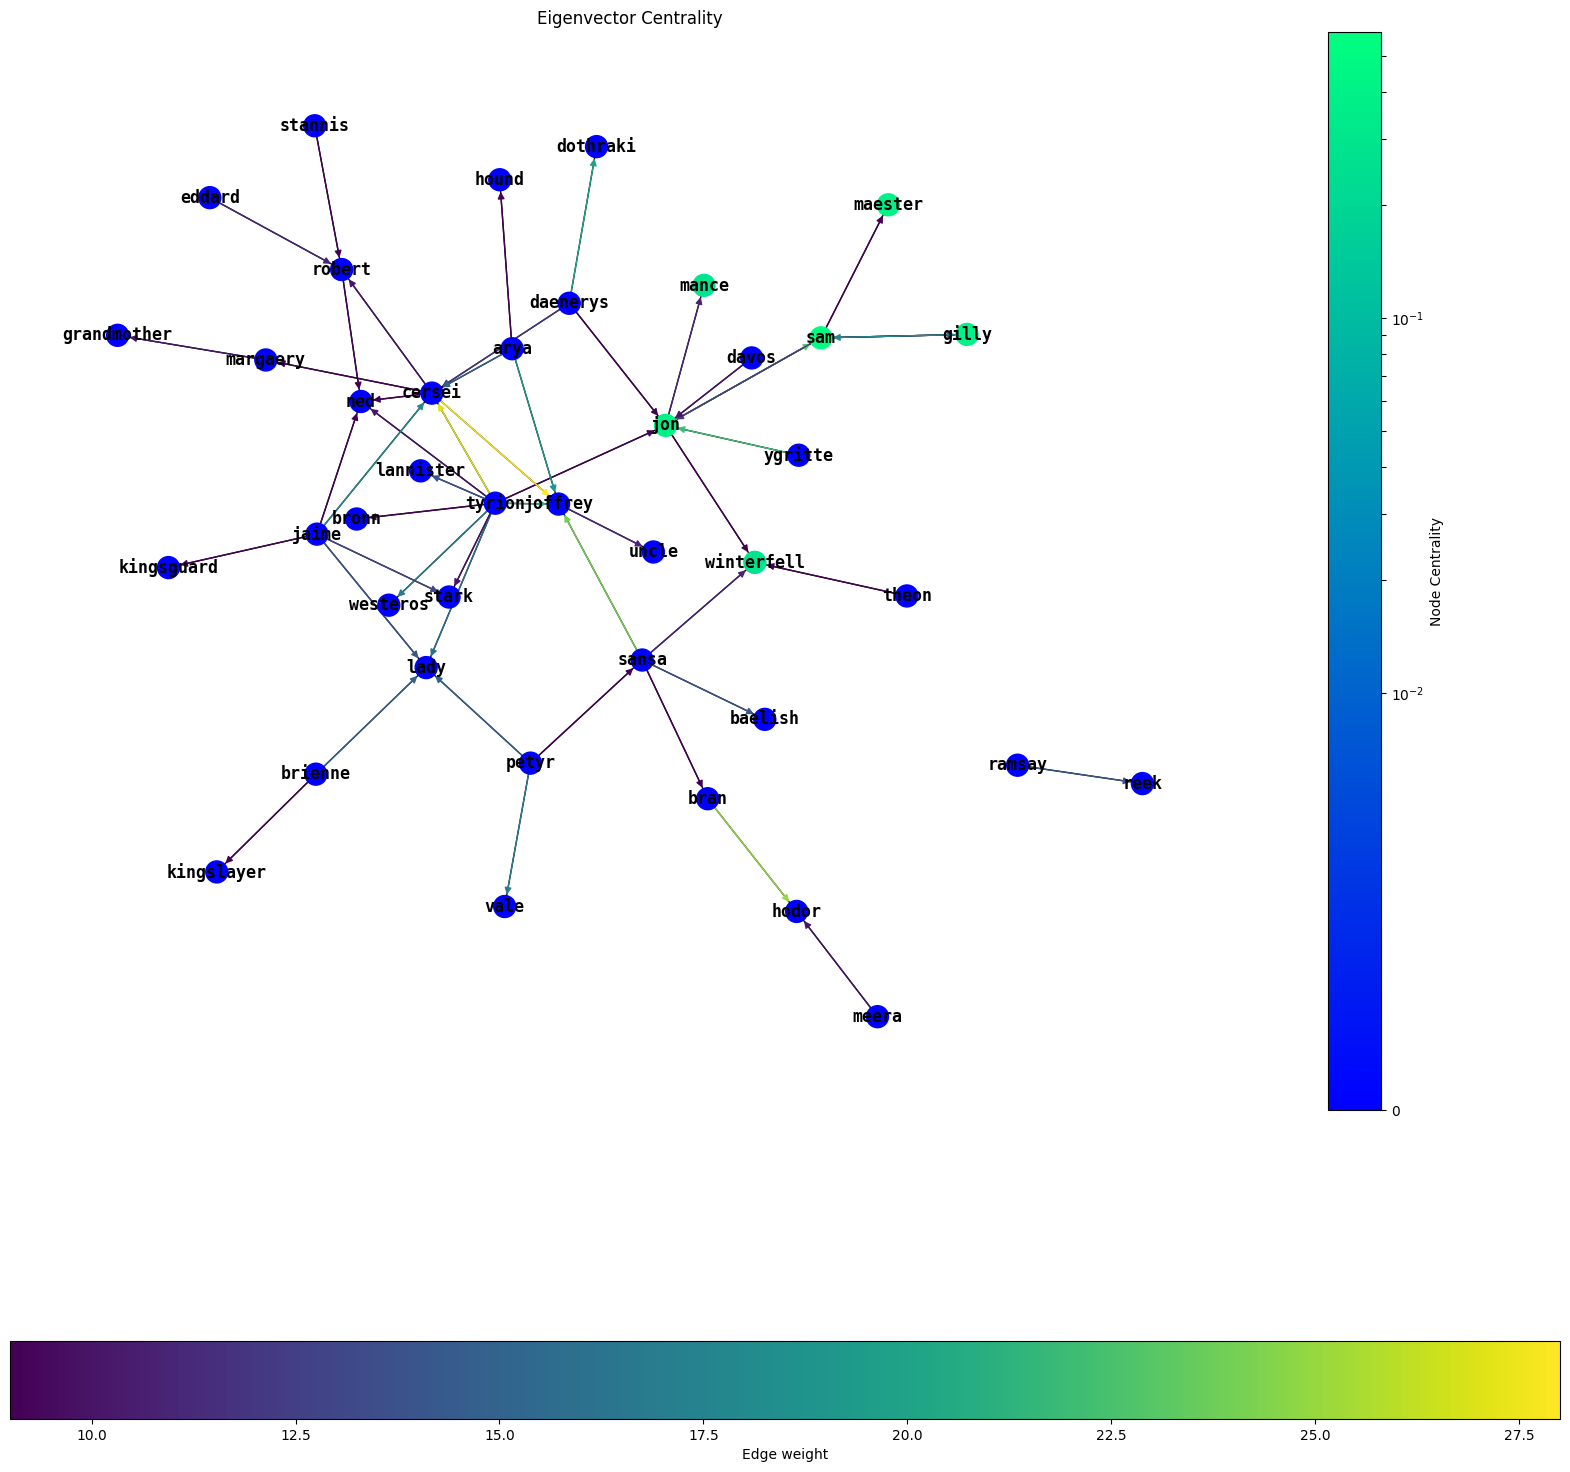 Eigenvector Centrality
stannis
dothraki
hound
eddard
maester
robert
mance
daenerys
grandmother
sam
gilly
arya
margaery
davos
cersei
ned
jon
ygritte
lannister
tyrion
joffrey
bronn
jaime
uncle
winterfell
kingsguard
theon
stark
westeros
sansa
lady
baelish
petyr
ramsay
brienne
reek
bran
kingslayer
vale
hodor
meera
10⁻¹
10⁻²
0
Node Centrality
10.0 12.5 15.0 17.5 20.0 22.5 25.0 27.5
Edge weight